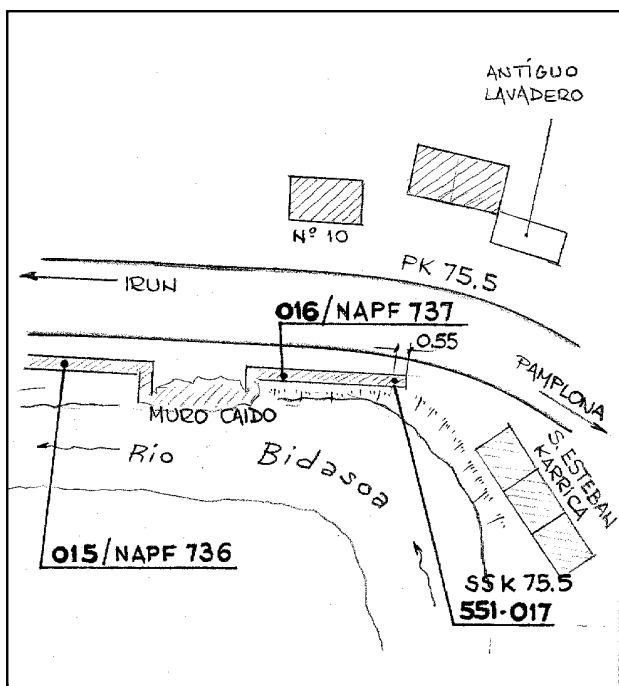 ANTÍGUO
LAVADERO
Nº 10
PK 75.5
IRUN
016/NAPF 737
0.55
PAMPLONA
MURO CAIDO
S. ESTEBAN
KARRICA
Rio Bidasoa
015/NAPF 736
SSK 75.5
551-017